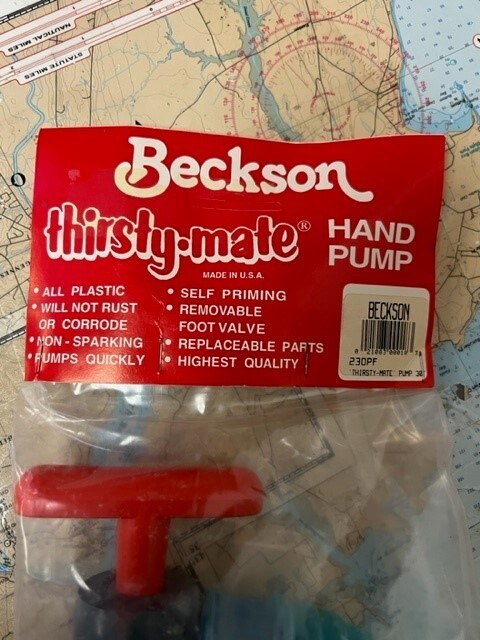 NAUTICAL MILES
STATUTE MILES
Beckson
thirsty-mate®
HAND
PUMP
MADE IN U.S.A.
• ALL PLASTIC
• WILL NOT RUST
OR CORRODE
• NON - SPARKING
• PUMPS QUICKLY
• SELF PRIMING
• REMOVABLE
FOOT VALVE
• REPLACEABLE PARTS
• HIGHEST QUALITY
BECKSON
230PF
THIRSTY-MATE PUMP